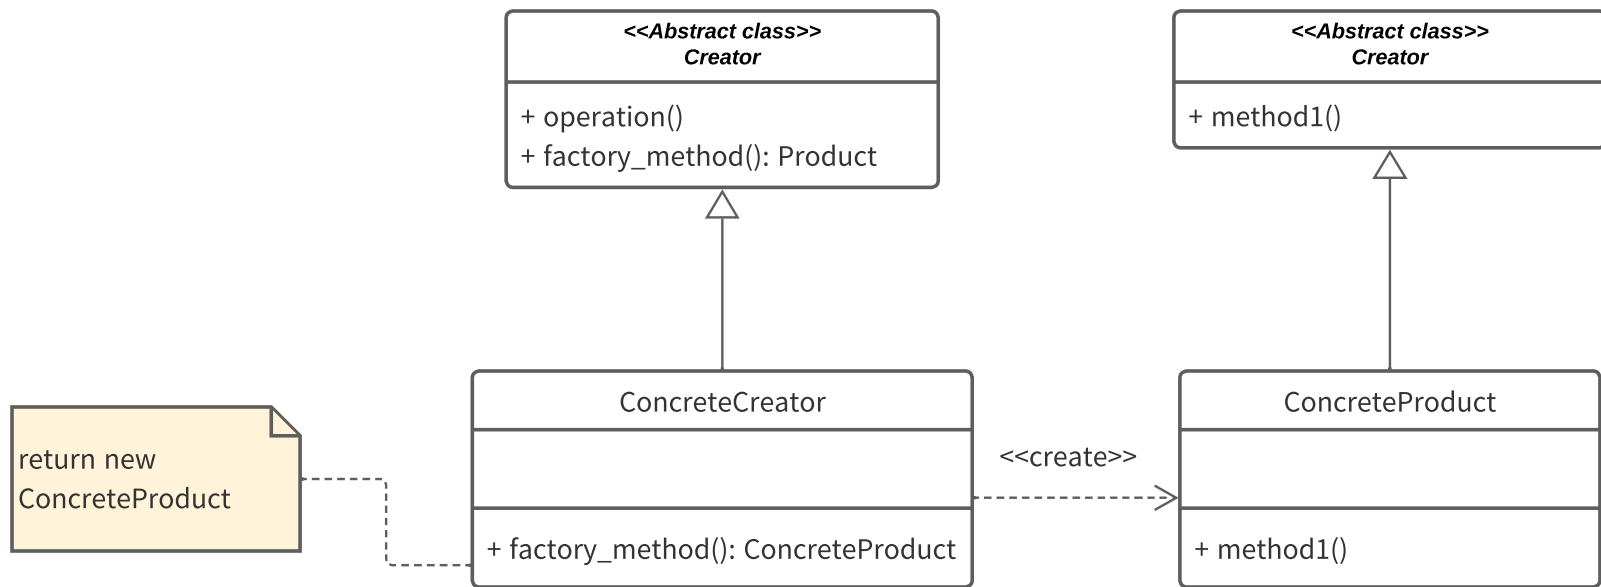 <<Abstract class>>
Creator
+ operation()
+ factory_method(): Product
<<Abstract class>>
Creator
+ method1()
return new
ConcreteProduct
ConcreteCreator
+ factory_method(): ConcreteProduct
<<create>>
ConcreteProduct
+ method1()